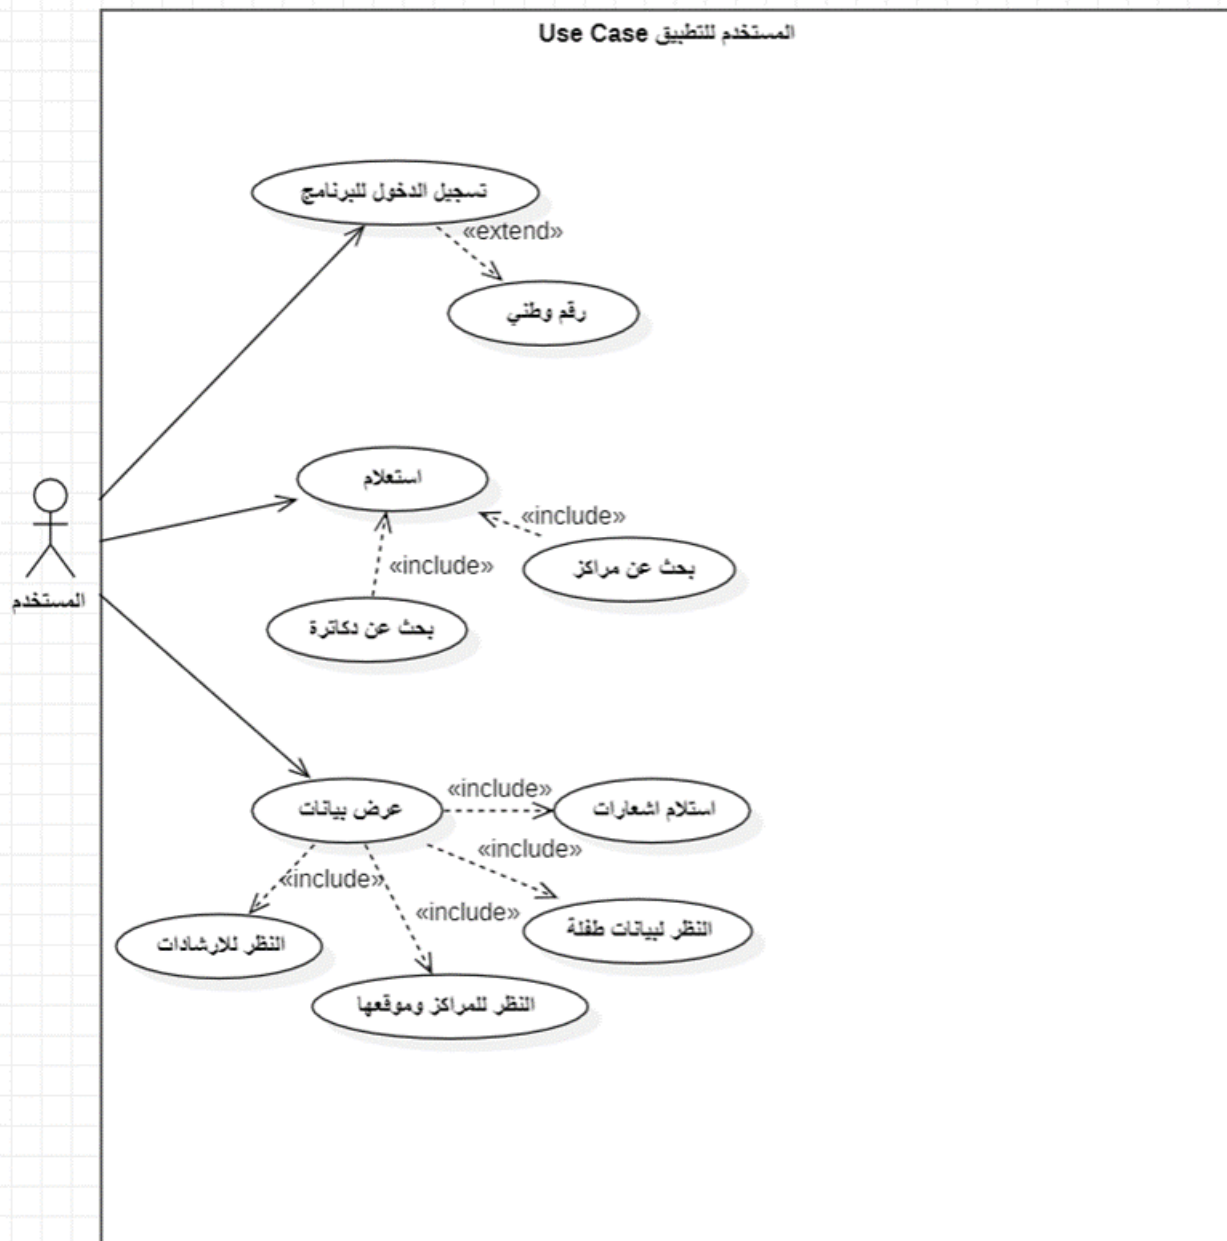 المستخدم للتطبيق Use Case
تسجيل الدخول للبرنامج
«extend»
رقم وطني
استعلام
«include»
بحث عن مراكز
«include»
بحث عن دكاترة
المستخدم
عرض بيانات
«include»
استلام اشعارات
«include»
النظر لبيانات طفلة
«include»
النظر للارشادات
«include»
النظر للمراكز وموقعها